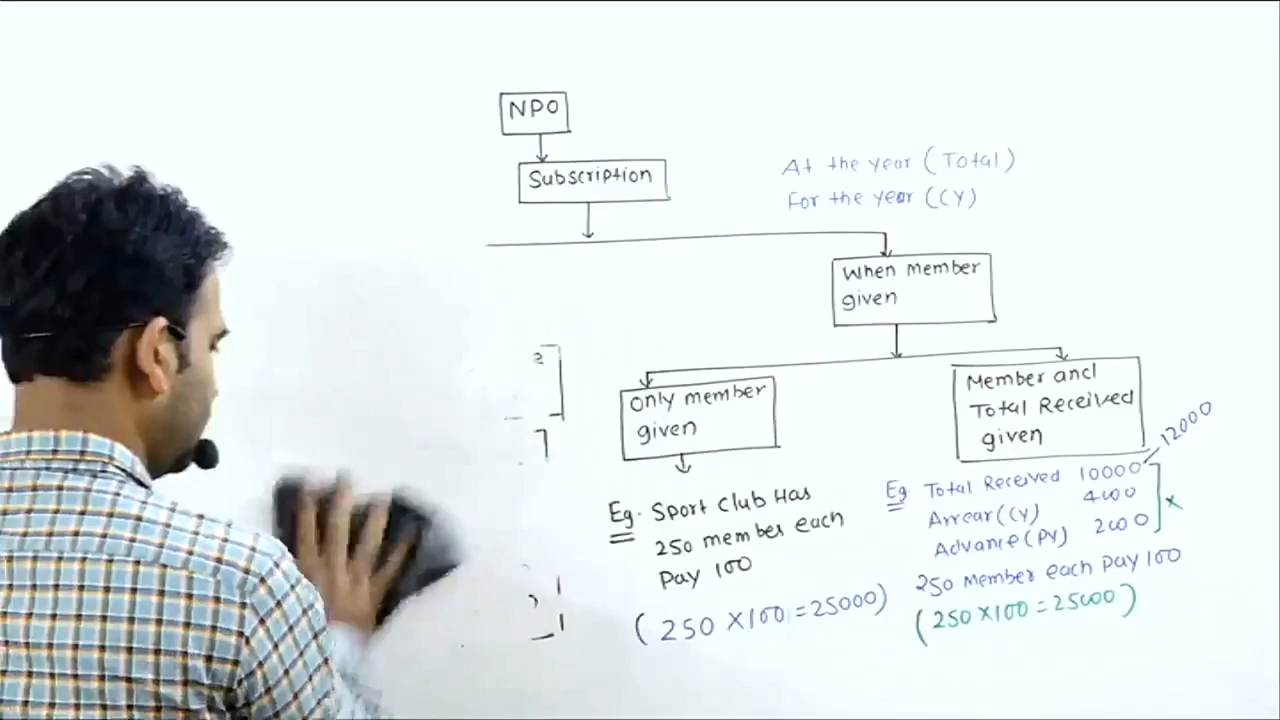 NPO
Subscription
At the year (Total)
For the year (CY)
When member
given
Only member
given
Member and
Total Received
given
Eg. Sport Club Has
250 member each
Pay 100
(250 X100 = 25000)
Eg Total Received 10000 12000
Arrear (CY) 4000
Advance (PY) 2000
X
250 Member each Pay 100
(250 X100 = 25000)